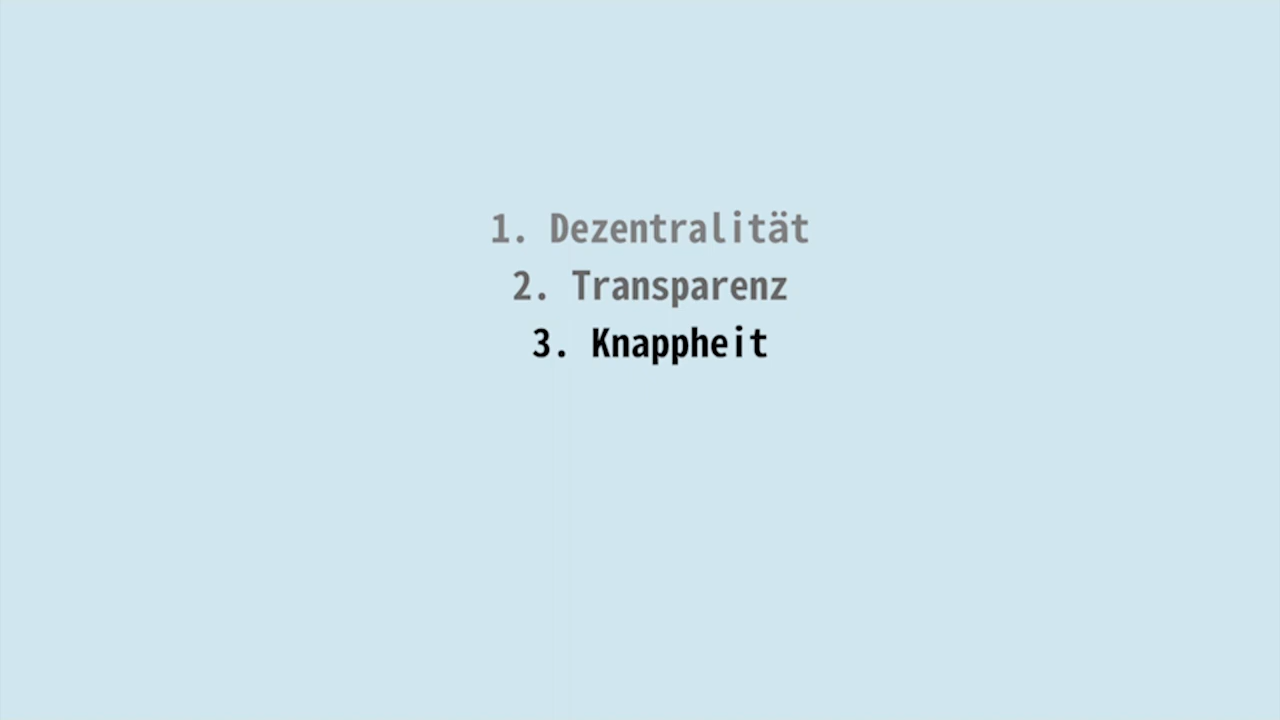 1. Dezentralität
2. Transparenz
3. Knappheit